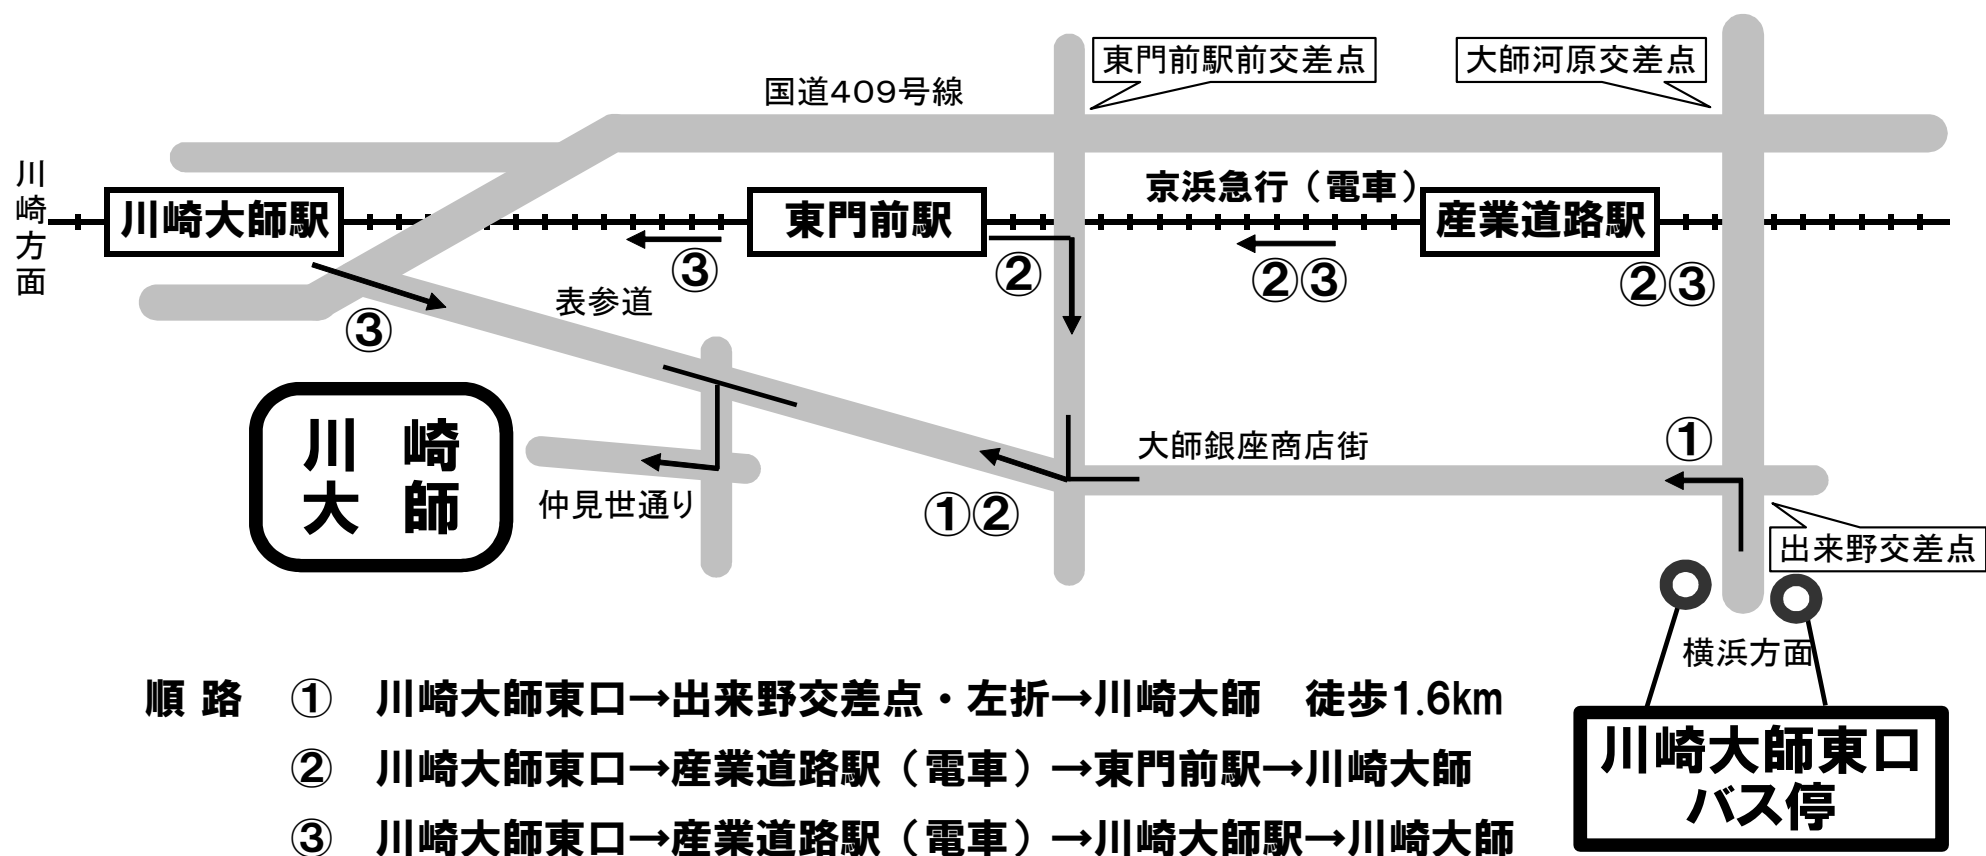 東門前駅前交差点
大師河原交差点
国道409号線
川崎方面
京浜急行（電車）
川崎大師駅
東門前駅
産業道路駅
③
②
②③
②③
表参道
③
川崎
大師
大師銀座商店街
①
仲見世通り
①②
出来野交差点
横浜方面
順路 ① 川崎大師東口→出来野交差点・左折→川崎大師 徒歩1.6km
② 川崎大師東口→産業道路駅（電車）→東門前駅→川崎大師
③ 川崎大師東口→産業道路駅（電車）→川崎大師駅→川崎大師
川崎大師東口
バス停